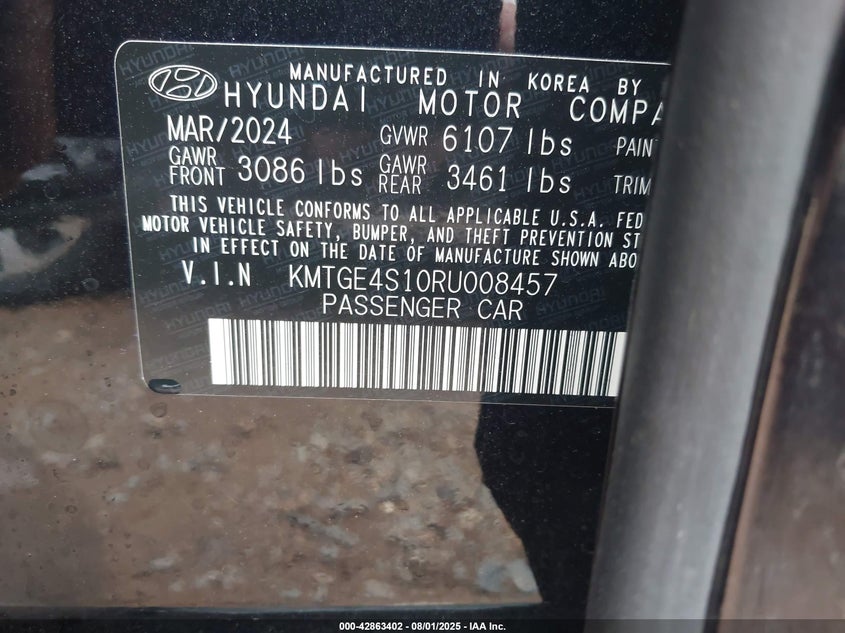 MANUFACTURED IN KOREA BY
HYUNDAI MOTOR COMPA
MAR/2024 GVWR 6107 lbs PAINT
GAWR FRONT 3086 lbs GAWR REAR 3461 lbs TRIM
THIS VEHICLE CONFORMS TO ALL APPLICABLE U.S.A. FED
MOTOR VEHICLE SAFETY, BUMPER, AND THEFT PREVENTION ST
IN EFFECT ON THE DATE OF MANUFACTURE SHOWN ABO
V.I.N KMTGE4S10RU008457
PASSENGER CAR
000-42863402 - 08/01/2025 - IAA Inc.